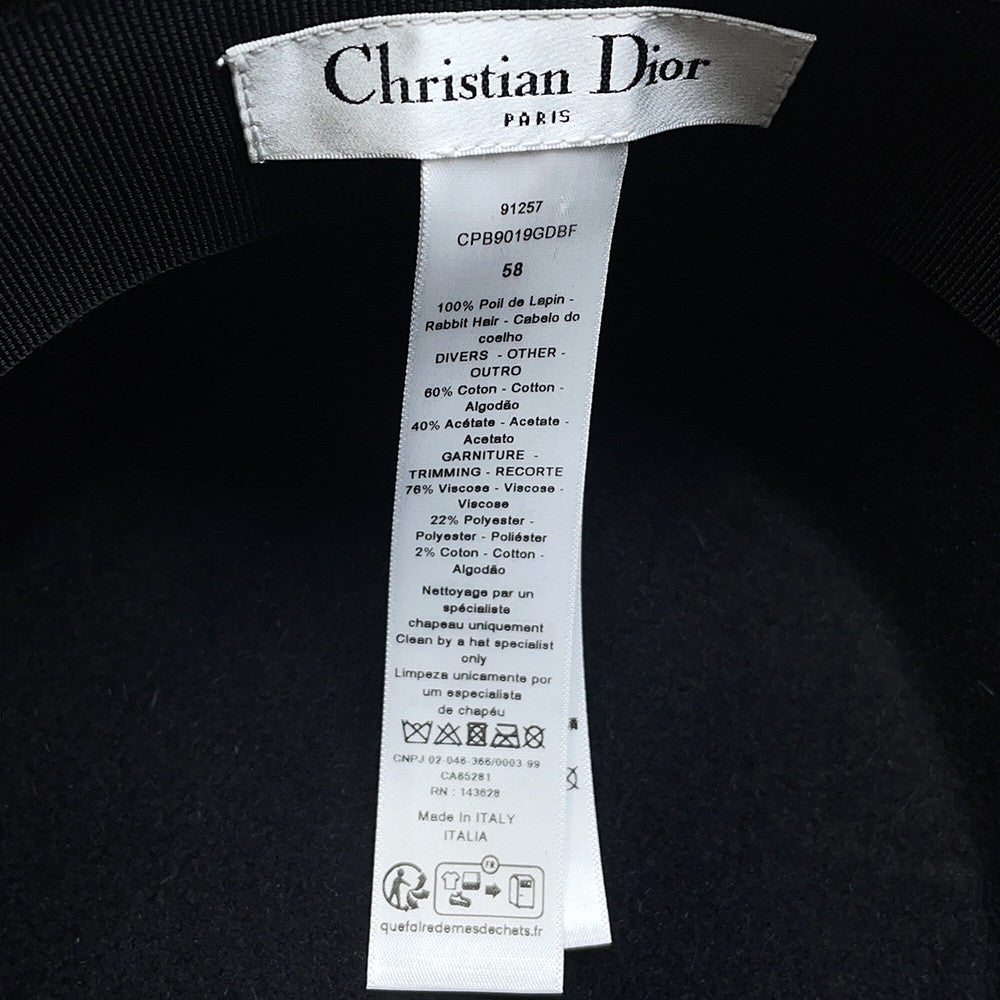 Christian Dior
PARIS
91257
CPB9019GDBF
58
100% Poil de Lapin -
Rabbit Hair - Cabelo do
coelho
DIVERS - OTHER -
OUTRO
60% Coton - Cotton -
Algodão
40% Acétate - Acetate -
Acetato
GARNITURE -
TRIMMING - RECORTE
76% Viscose - Viscose -
Viscose
22% Polyester -
Polyester - Poliéster
2% Coton - Cotton -
Algodão
Nettoyage par un
spécialiste
chapeau uniquement
Clean by a hat specialist
only
Limpeza unicamente por
um especialista
de chapéu
CNPJ 02-046-366/0003-99
CA65281
RN : 143628
Made In ITALY
ITALIA
FR
quefairedemesdechets.fr